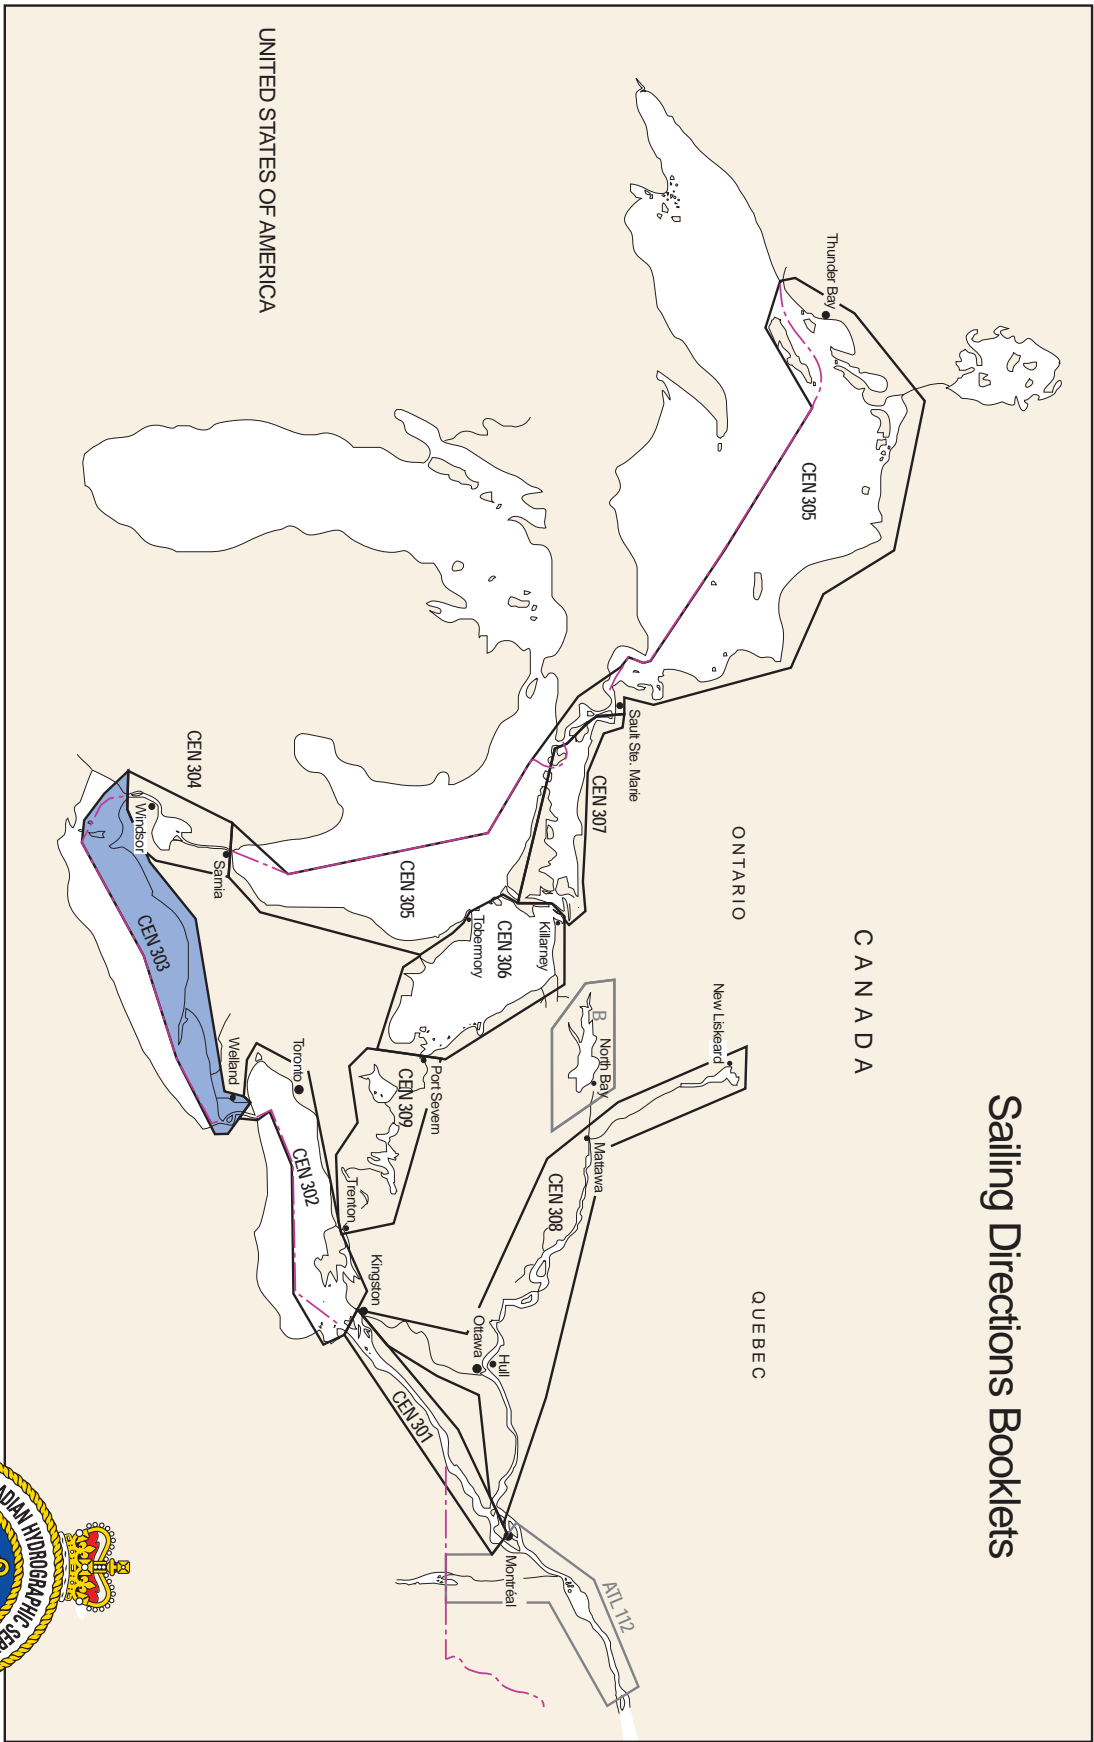 Sailing Directions Booklets
CANADA
ONTARIO
QUEBEC
UNITED STATES OF AMERICA
Thunder Bay
CEN 305
Sault Ste. Marie
CEN 307
New Liskeard
B
North Bay
Mattawa
CEN 308
Killarney
CEN 306
Tobermory
CEN 305
Port Severn
CEN 309
Trenton
Kingston
Ottawa
Hull
CEN 301
Montréal
ATL 112
Toronto
CEN 302
Welland
CEN 303
Sarnia
Windsor
CEN 304
HYDROGRAPHIC